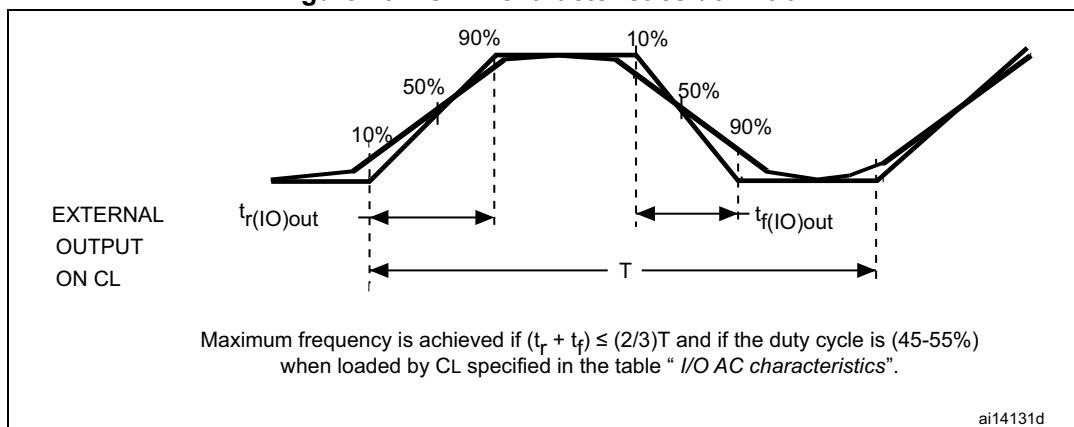 90%
10%
50%
50%
10%
90%
EXTERNAL
OUTPUT
ON CL
tr(IO)out
tf(IO)out
T
Maximum frequency is achieved if (tr + tf) ≤ (2/3)T and if the duty cycle is (45-55%)
when loaded by CL specified in the table “ I/O AC characteristics”.
ai14131d